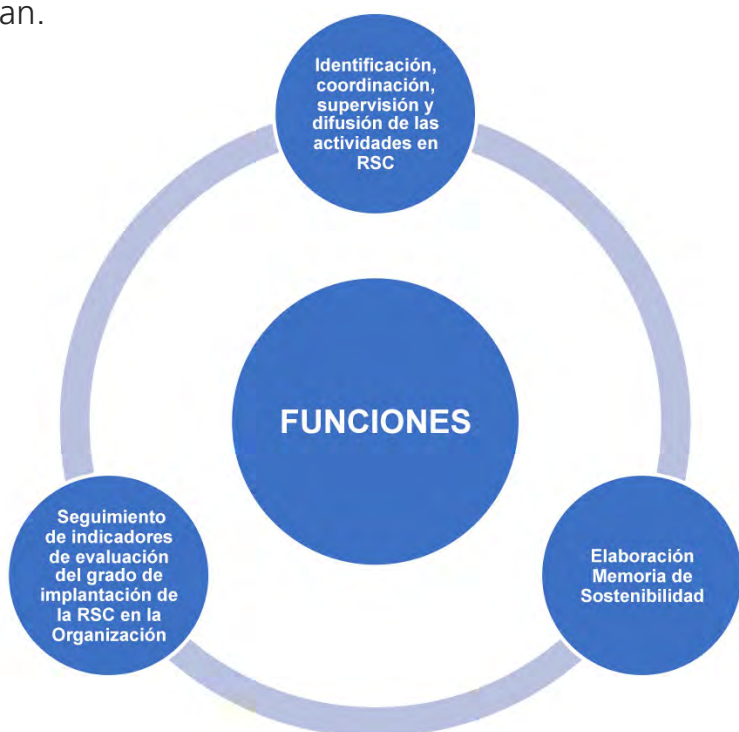 an.
Identificación,
coordinación,
supervisión y
difusión de las
actividades en
RSC
FUNCIONES
Seguimiento
de indicadores
de evaluación
del grado de
implantación de
la RSC en la
Organización
Elaboración
Memoria de
Sostenibilidad